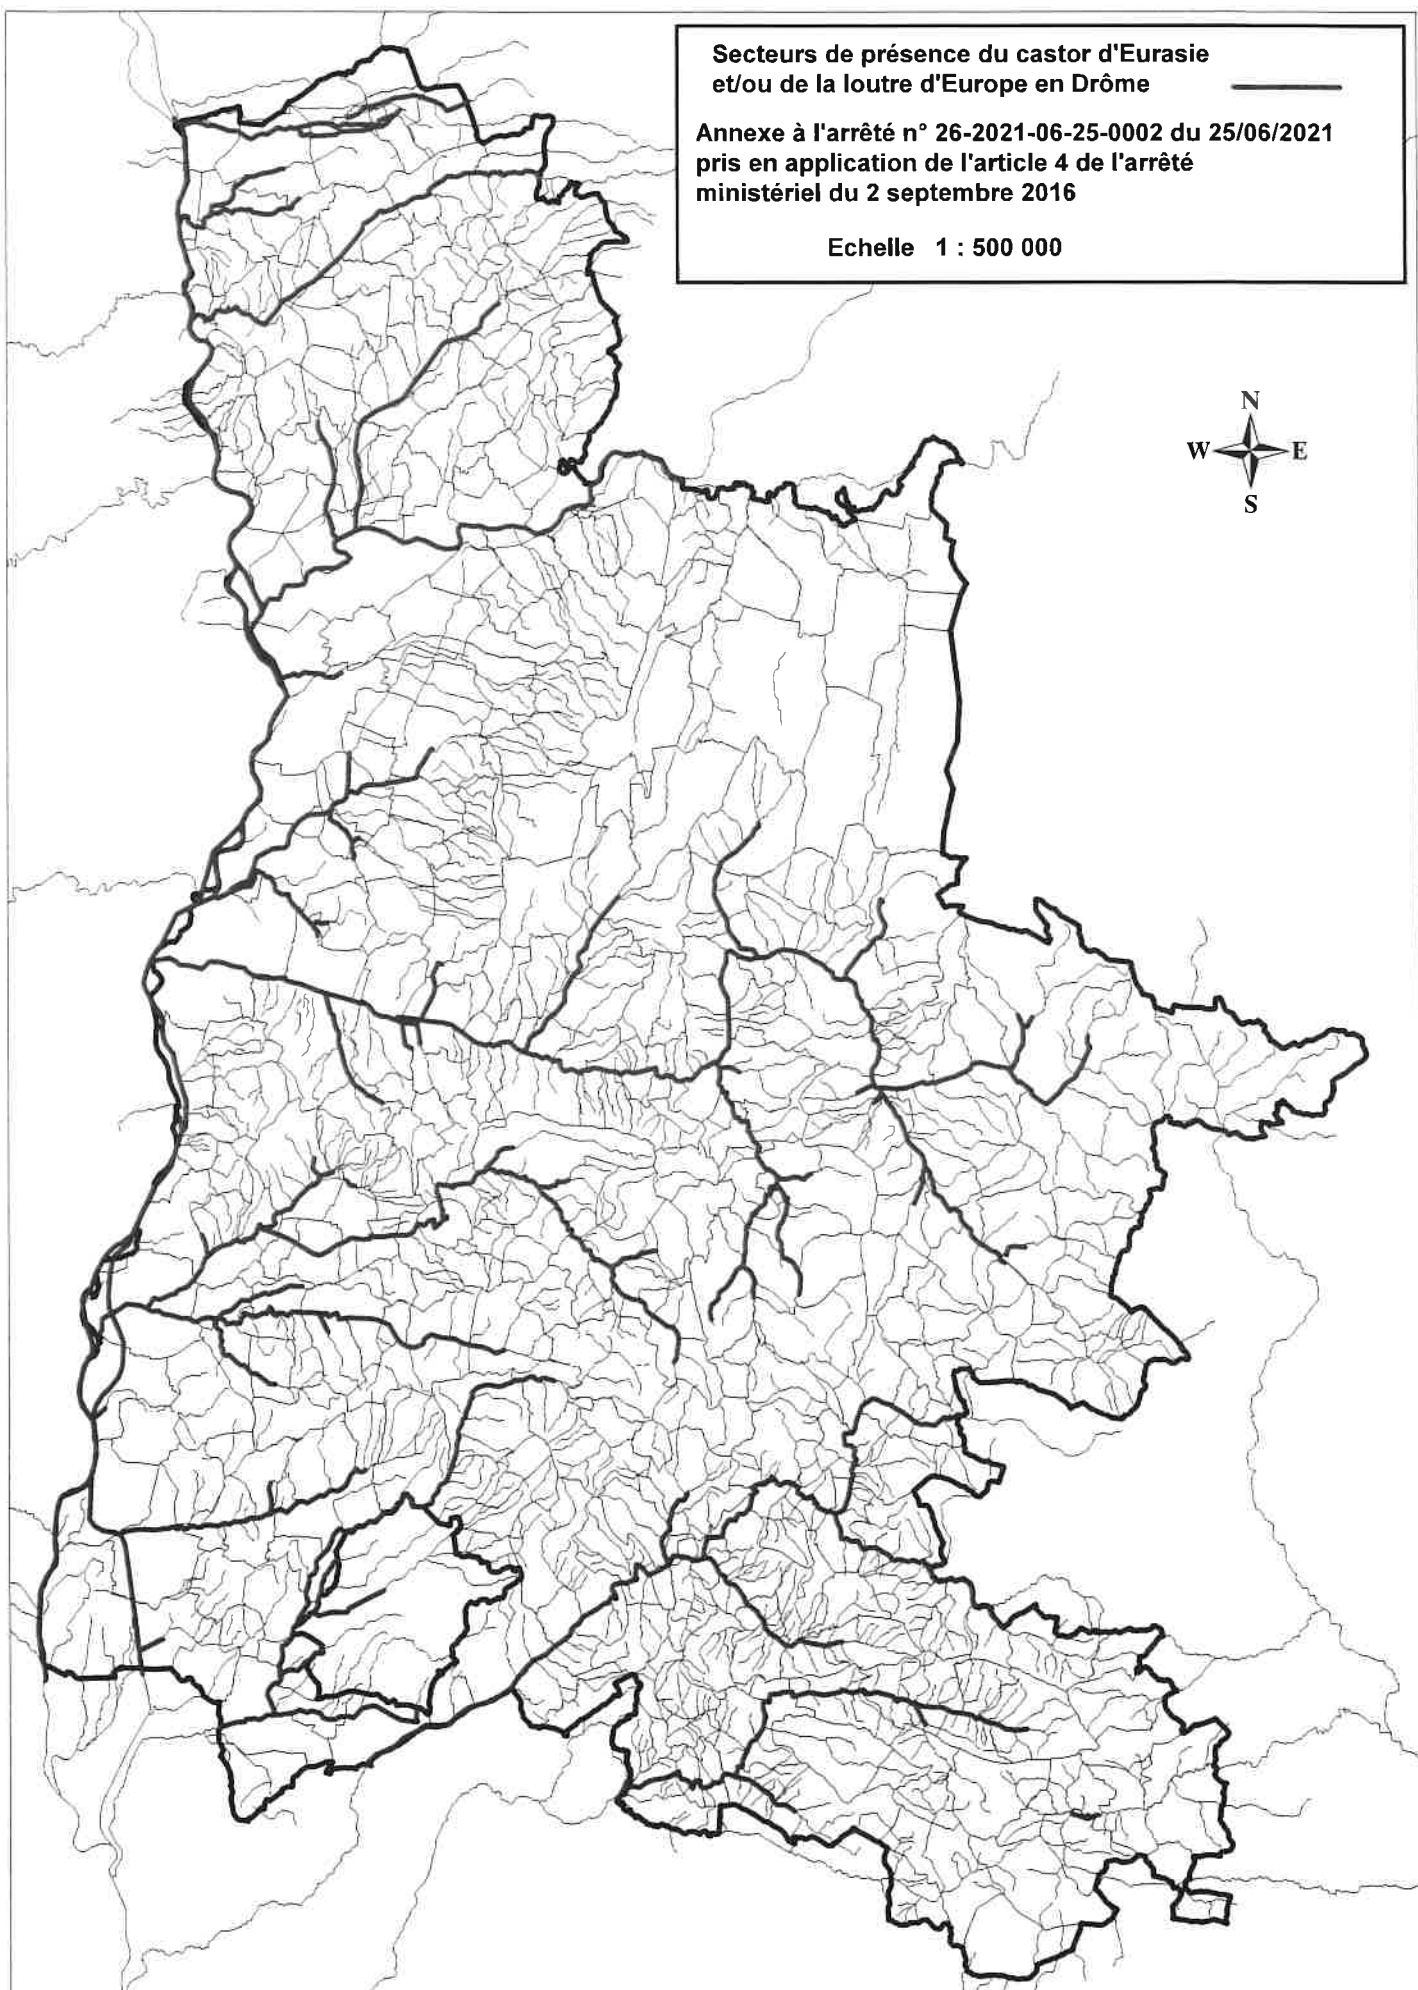 Secteurs de présence du castor d'Eurasie
et/ou de la loutre d'Europe en Drôme
Annexe à l'arrêté n° 26-2021-06-25-0002 du 25/06/2021
pris en application de l'article 4 de l'arrêté
ministériel du 2 septembre 2016
Echelle 1 : 500 000
N
W E
S